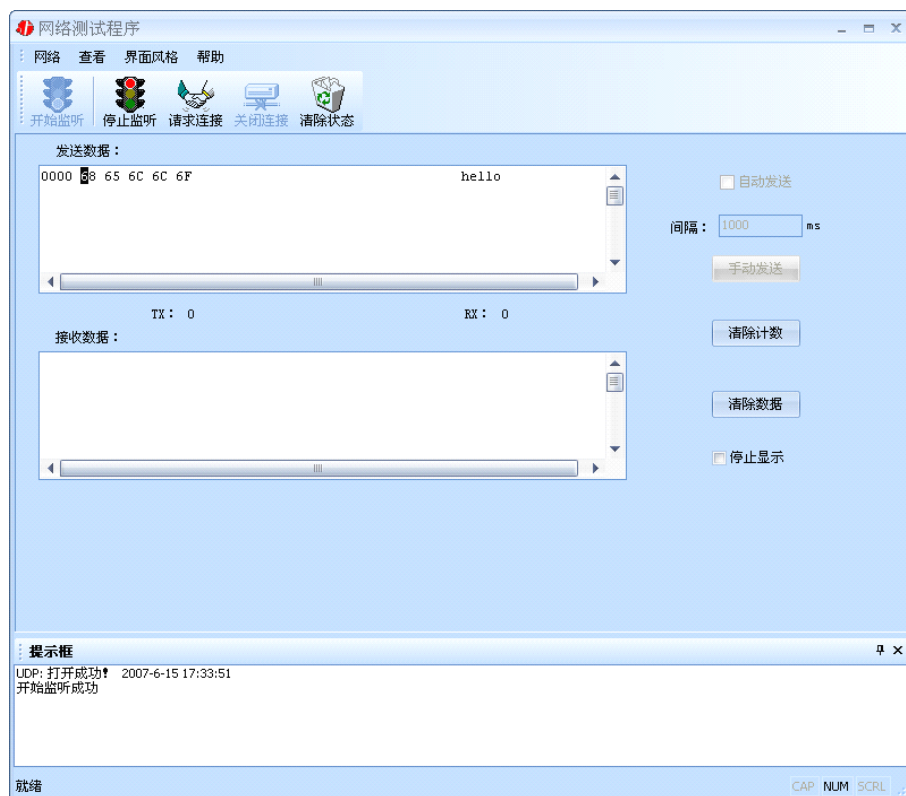 网络测试程序
网络 查看 界面风格 帮助
开始监听 停止监听 请求连接 关闭连接 清除状态
发送数据：
0000 68 65 6C 6C 6F hello
自动发送
间隔： 1000 ms
手动发送
TX： 0 RX： 0
接收数据：
清除计数
清除数据
停止显示
提示框
UDP: 打开成功! 2007-6-15 17:33:51
开始监听成功
就绪 CAP NUM SCRL